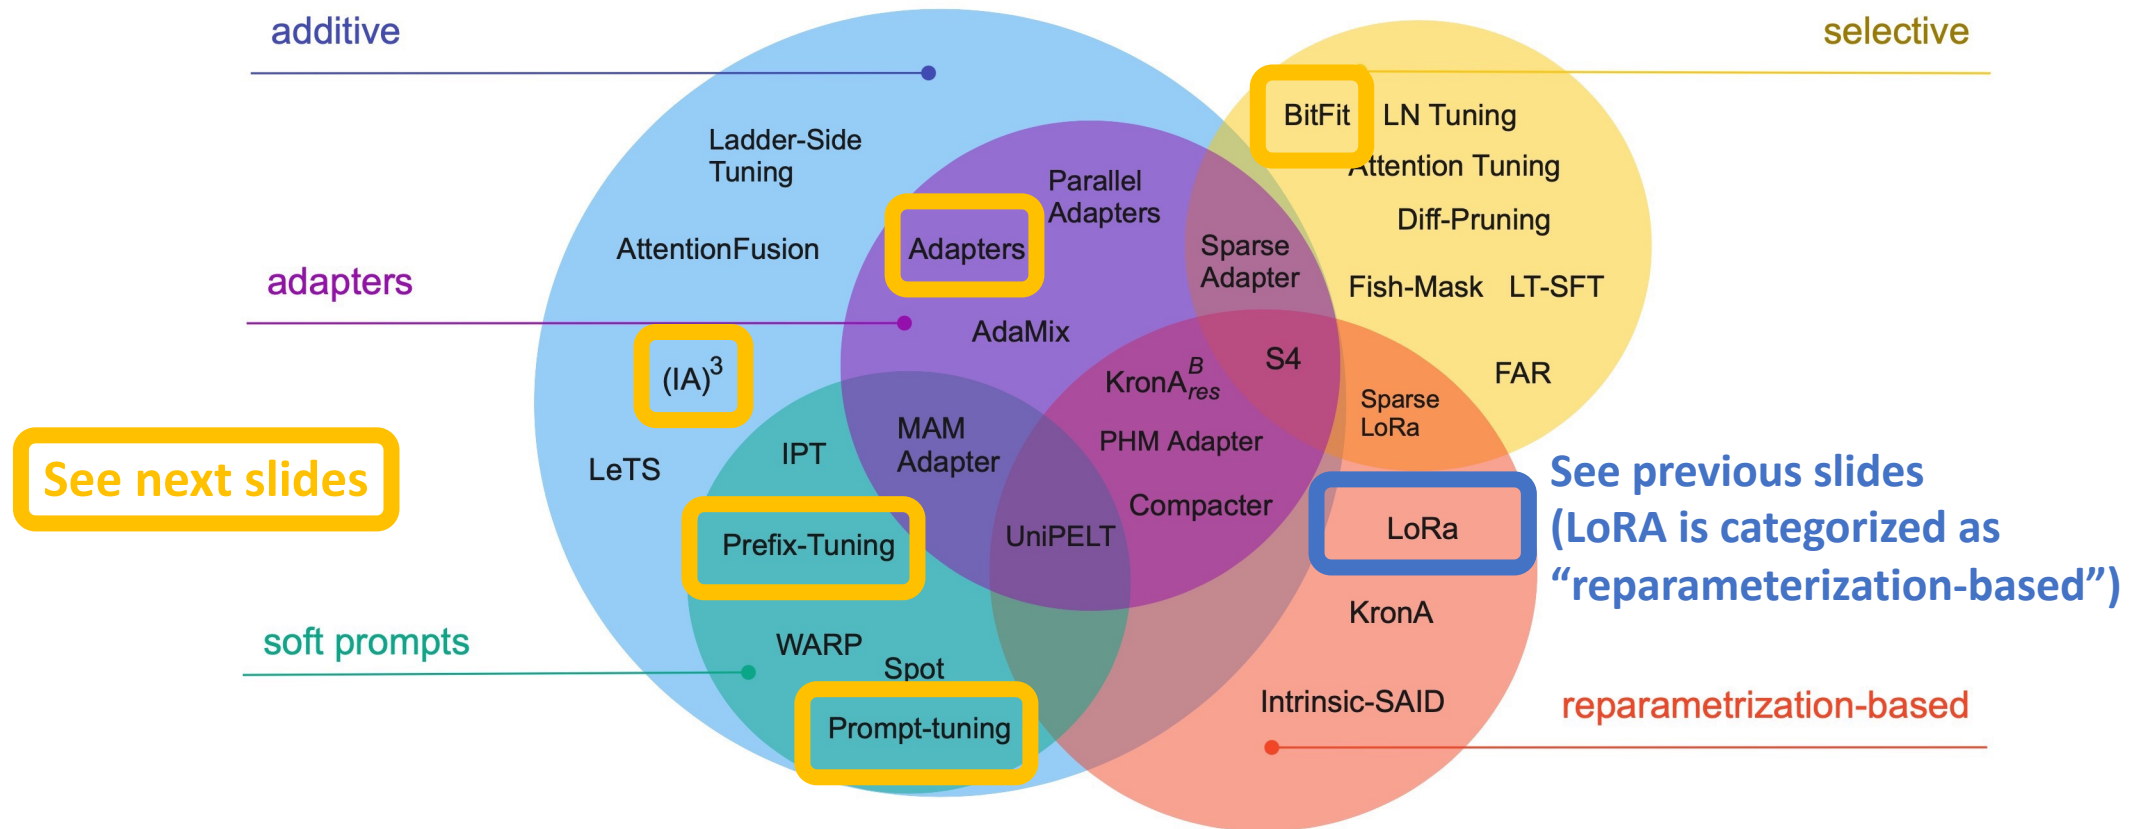 additive
selective
BitFit
LN Tuning
Ladder-Side
Tuning
Attention Tuning
Parallel
Adapters
Diff-Pruning
AttentionFusion
Adapters
Sparse
Adapter
adapters
Fish-Mask
LT-SFT
AdaMix
(IA)³
S4
KronA^B_res
FAR
Sparse
LoRa
MAM
Adapter
IPT
PHM Adapter
LeTS
See next slides
Compacter
See previous slides
(LoRA is categorized as
“reparameterization-based”)
LoRa
UniPELT
Prefix-Tuning
KronA
soft prompts
WARP
Spot
Intrinsic-SAID
reparametrization-based
Prompt-tuning